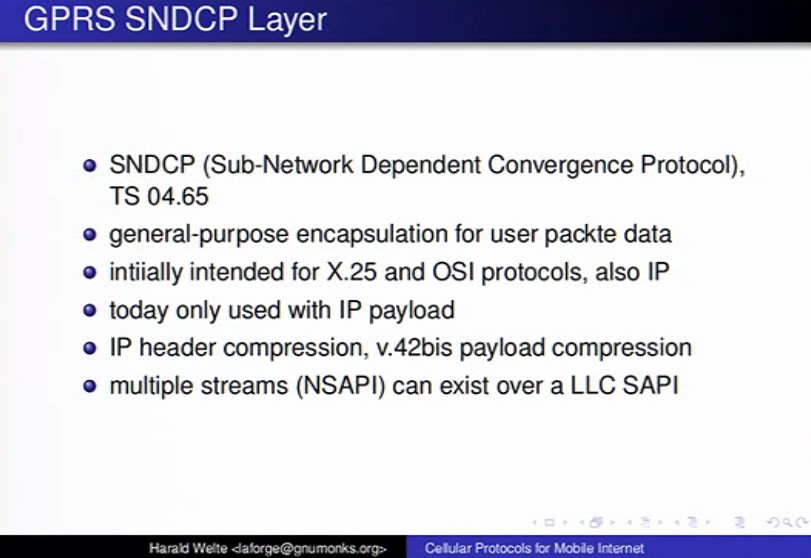 GPRS SNDCP Layer
SNDCP (Sub-Network Dependent Convergence Protocol),
TS 04.65
general-purpose encapsulation for user packte data
intiially intended for X.25 and OSI protocols, also IP
today only used with IP payload
IP header compression, v.42bis payload compression
multiple streams (NSAPI) can exist over a LLC SAPI
Harald Welte <laforge@gnumonks.org>
Cellular Protocols for Mobile Internet